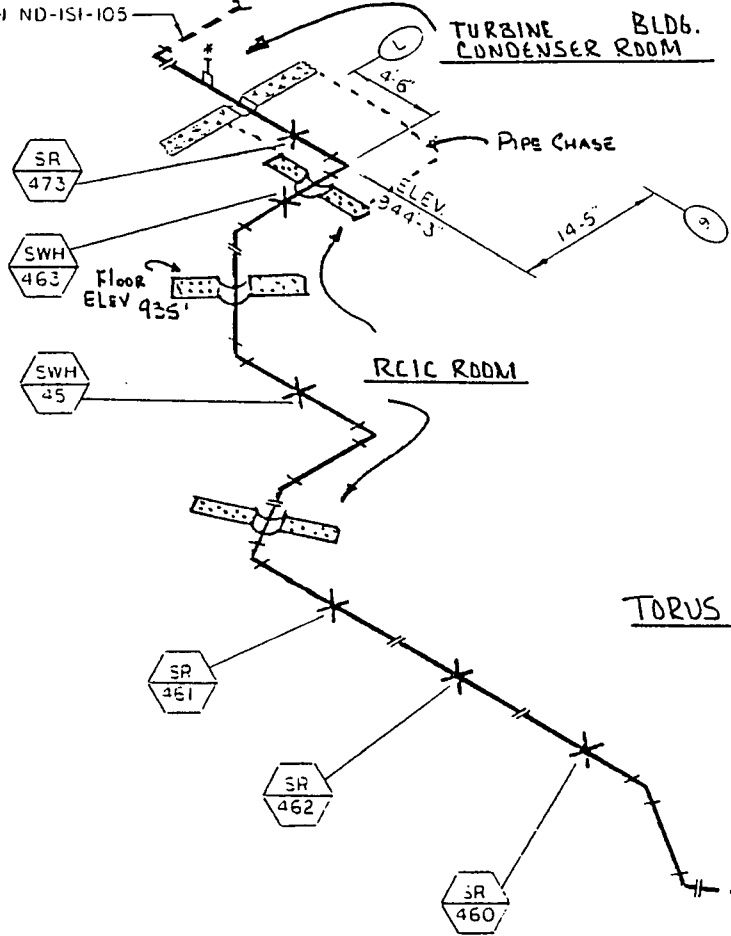 ND-ISI-105
TURBINE BLDG.
CONDENSER ROOM
L
4'-6"
PIPE CHASE
SR
473
ELEV.
944'-3"
14'-5"
9
SWH
463
Floor
ELEV 935'
RCIC ROOM
SWH
45
TORUS
SR
461
SR
462
SR
460